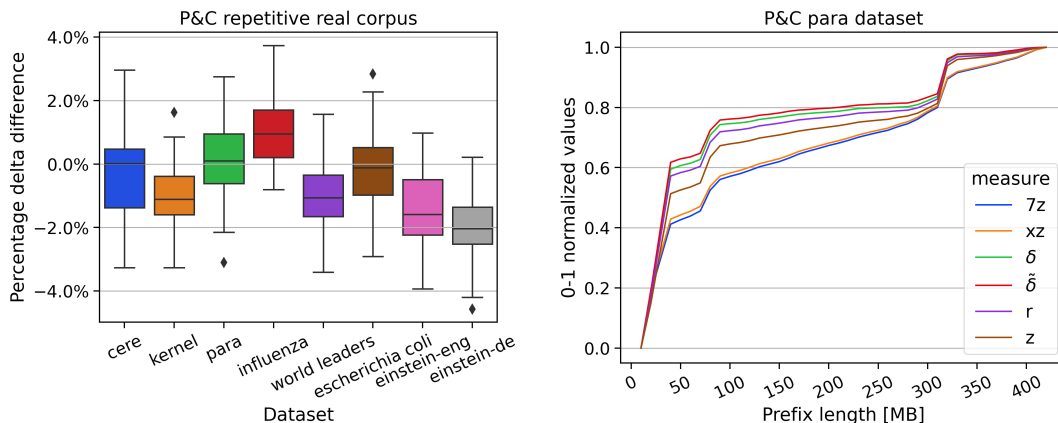 P&C repetitive real corpus
Percentage delta difference
4.0%
2.0%
0.0%
−2.0%
−4.0%
cere
kernel
para
influenza
world leaders
escherichia coli
einstein-eng
einstein-de
Dataset
P&C para dataset
0-1 normalized values
1.0
0.8
0.6
0.4
0.2
0.0
measure
7z
xz
δ
δ̃
r
z
0
50
100
150
200
250
300
350
400
Prefix length [MB]